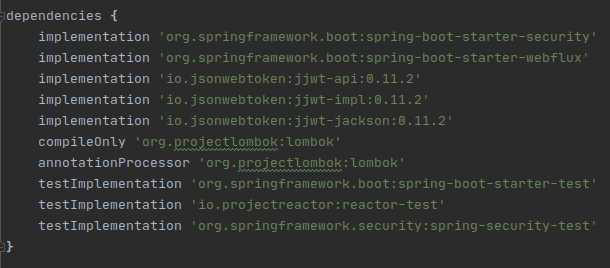 dependencies {
    implementation 'org.springframework.boot:spring-boot-starter-security'
    implementation 'org.springframework.boot:spring-boot-starter-webflux'
    implementation 'io.jsonwebtoken:jjwt-api:0.11.2'
    implementation 'io.jsonwebtoken:jjwt-impl:0.11.2'
    implementation 'io.jsonwebtoken:jjwt-jackson:0.11.2'
    compileOnly 'org.projectlombok:lombok'
    annotationProcessor 'org.projectlombok:lombok'
    testImplementation 'org.springframework.boot:spring-boot-starter-test'
    testImplementation 'io.projectreactor:reactor-test'
    testImplementation 'org.springframework.security:spring-security-test'
}